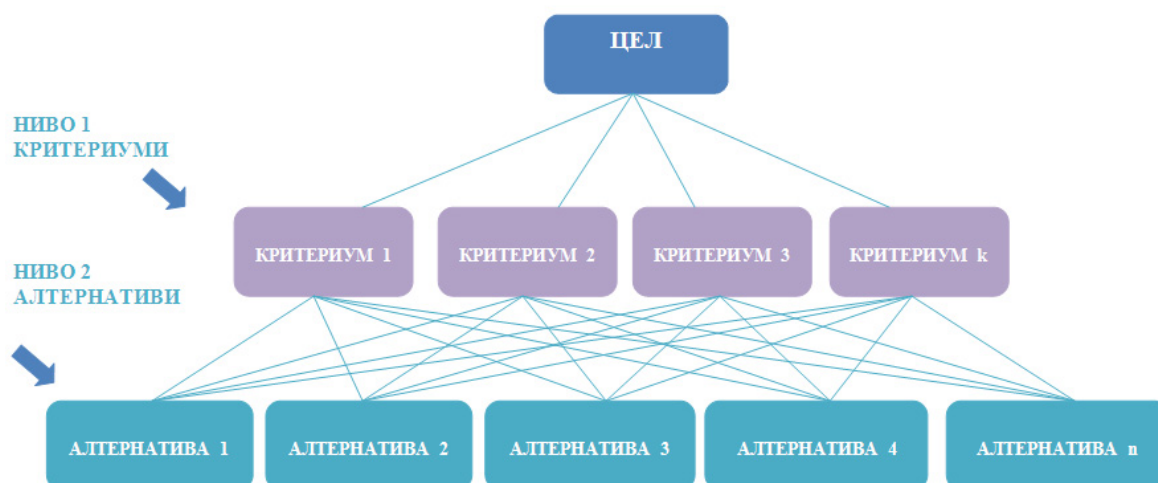 ЦЕЛ
НИВО 1
КРИТЕРИУМИ
КРИТЕРИУМ 1
КРИТЕРИУМ 2
КРИТЕРИУМ 3
КРИТЕРИУМ k
НИВО 2
АЛТЕРНАТИВИ
АЛТЕРНАТИВА 1
АЛТЕРНАТИВА 2
АЛТЕРНАТИВА 3
АЛТЕРНАТИВА 4
АЛТЕРНАТИВА n